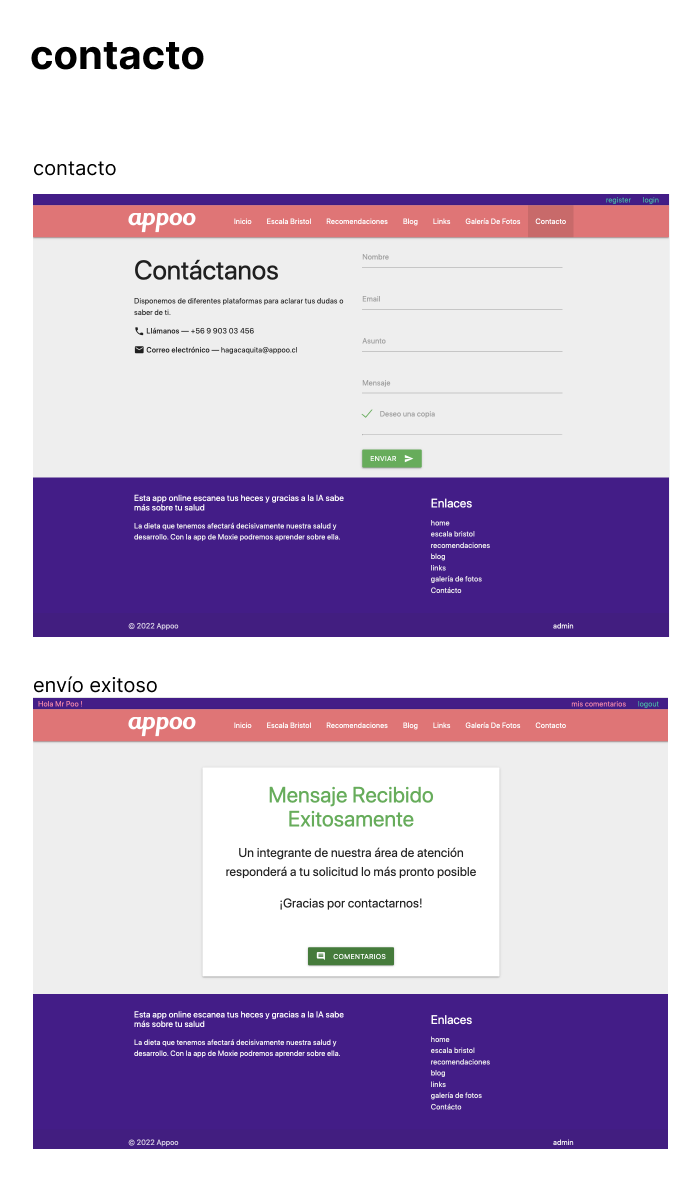 contacto
contacto
register login
appoo Inicio Escala Bristol Recomendaciones Blog Links Galería De Fotos Contacto
Contáctanos
Disponemos de diferentes plataformas para aclarar tus dudas o
saber de ti.
Llámanos — +56 9 903 03 456
Correo electrónico — hagacaquita@appoo.cl
Nombre
Email
Asunto
Mensaje
Deseo una copia
ENVIAR
Esta app online escanea tus heces y gracias a la IA sabe
más sobre tu salud
La dieta que tenemos afectará decisivamente nuestra salud y
desarrollo. Con la app de Moxie podremos aprender sobre ella.
Enlaces
home
escala bristol
recomendaciones
blog
links
galería de fotos
Contácto
© 2022 Appoo admin
envío exitoso
Hola Mr Poo ! mis comentarios logout
appoo Inicio Escala Bristol Recomendaciones Blog Links Galería De Fotos Contacto
Mensaje Recibido
Exitosamente
Un integrante de nuestra área de atención
responderá a tu solicitud lo más pronto posible
¡Gracias por contactarnos!
COMENTARIOS
Esta app online escanea tus heces y gracias a la IA sabe
más sobre tu salud
La dieta que tenemos afectará decisivamente nuestra salud y
desarrollo. Con la app de Moxie podremos aprender sobre ella.
Enlaces
home
escala bristol
recomendaciones
blog
links
galería de fotos
Contácto
© 2022 Appoo admin